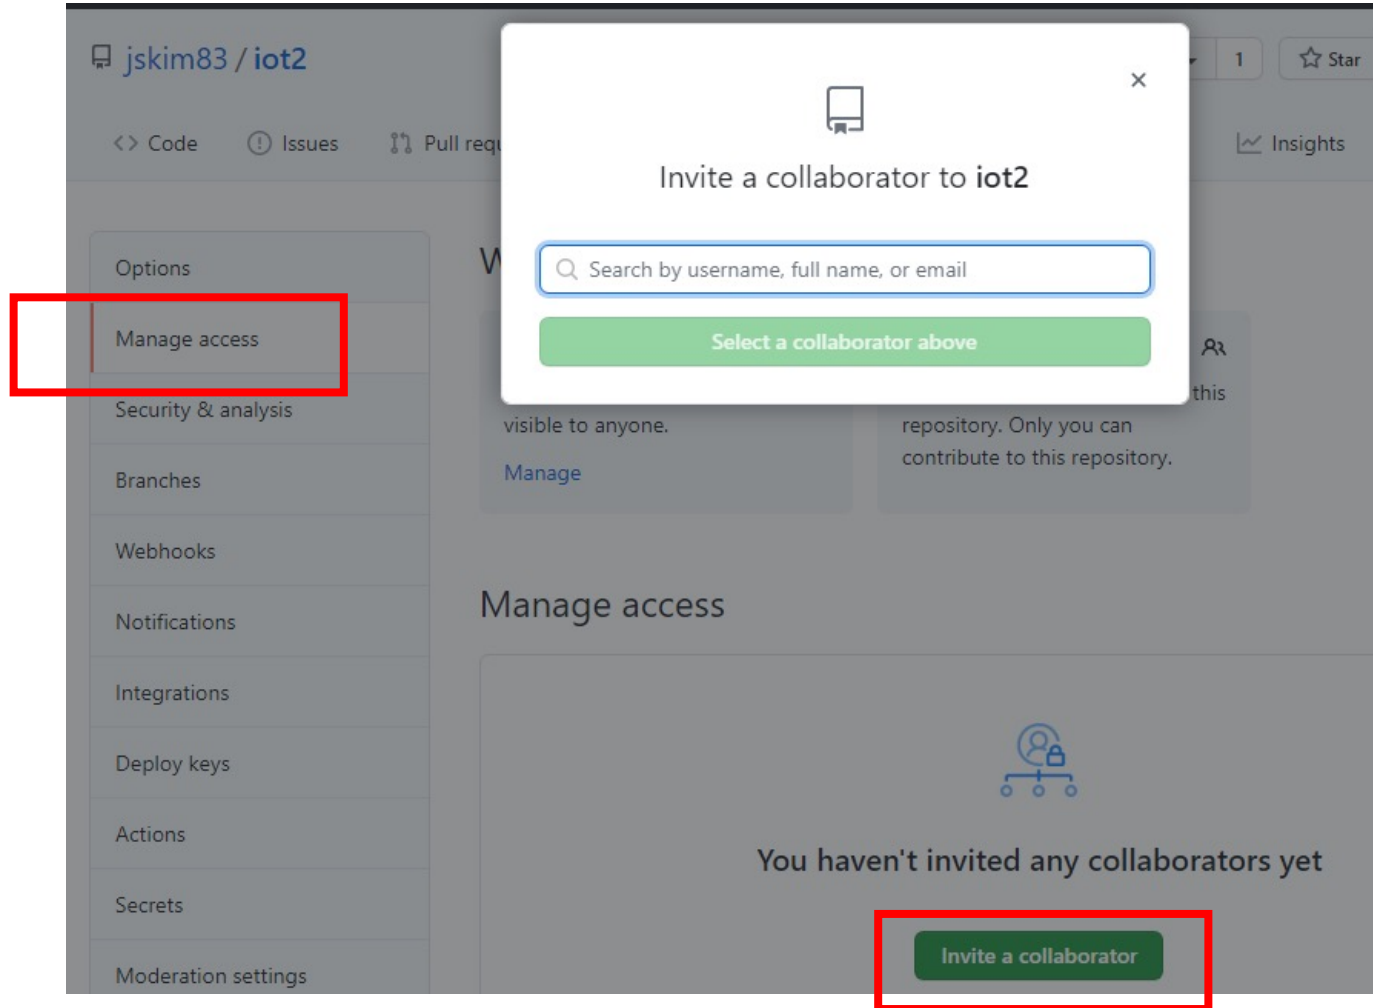 jskim83 / iot2
1
Star
Code
Issues
Pull requ
Insights
Invite a collaborator to iot2
Search by username, full name, or email
Select a collaborator above
Options
Manage access
Security & analysis
Branches
Webhooks
Notifications
Integrations
Deploy keys
Actions
Secrets
Moderation settings
W
visible to anyone.
Manage
this
repository. Only you can
contribute to this repository.
Manage access
You haven't invited any collaborators yet
Invite a collaborator